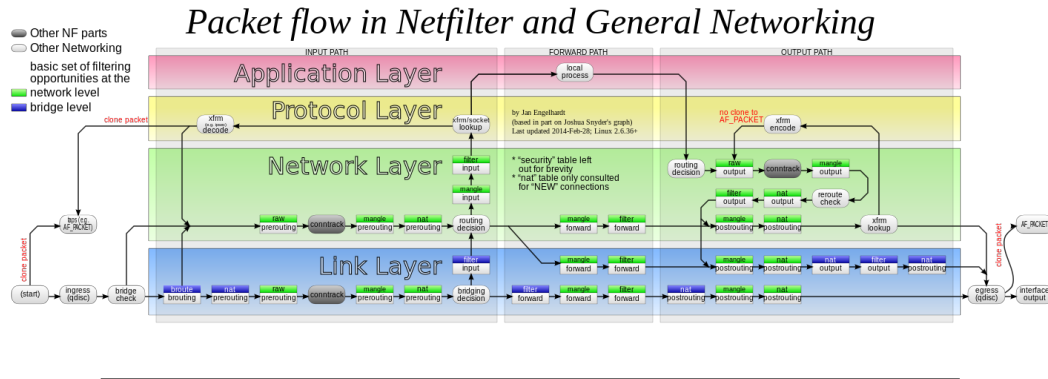 Packet flow in Netfilter and General Networking
Other NF parts
Other Networking
basic set of filtering
opportunities at the
network level
bridge level
INPUT PATH
FORWARD PATH
OUTPUT PATH
Application Layer
local
process
Protocol Layer
clone packet
xfrm
(e.g. ipsec)
decode
xfrm/socket
lookup
by Jan Engelhardt
(based in part on Joshua Snyder's graph)
Last updated 2014-Feb-28; Linux 2.6.36+
no clone to
AF_PACKET
xfrm
encode
Network Layer
filter
input
mangle
input
* "security" table left
out for brevity
* "nat" table only consulted
for "NEW" connections
routing
decision
raw
output
conntrack
mangle
output
filter
output
nat
output
reroute
check
taps (e.g.
AF_PACKET)
raw
prerouting
conntrack
mangle
prerouting
nat
prerouting
routing
decision
mangle
forward
filter
forward
mangle
postrouting
nat
postrouting
xfrm
lookup
AF_PACKET
clone packet
clone packet
Link Layer
filter
input
mangle
forward
filter
forward
mangle
postrouting
nat
postrouting
nat
output
filter
output
nat
postrouting
(start)
ingress
(qdisc)
bridge
check
broute
brouting
nat
prerouting
raw
prerouting
conntrack
mangle
prerouting
nat
prerouting
bridging
decision
filter
forward
mangle
forward
filter
forward
nat
postrouting
mangle
postrouting
nat
postrouting
egress
(qdisc)
interface
output